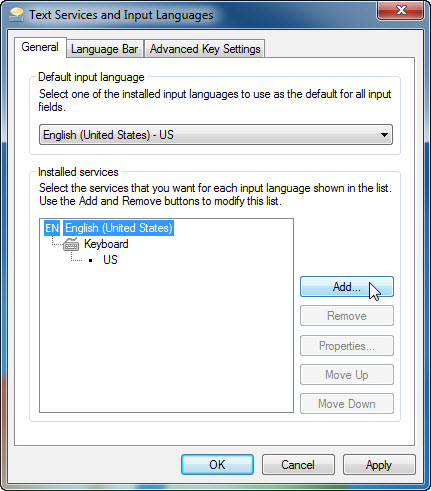 Text Services and Input Languages
General
Language Bar
Advanced Key Settings
Default input language
Select one of the installed input languages to use as the default for all input
fields.
English (United States) - US
Installed services
Select the services that you want for each input language shown in the list.
Use the Add and Remove buttons to modify this list.
EN English (United States)
Keyboard
US
Add...
Remove
Properties...
Move Up
Move Down
OK
Cancel
Apply